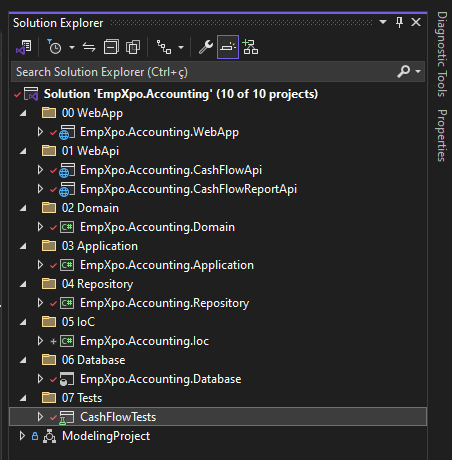 Solution Explorer
Search Solution Explorer (Ctrl+ç)
Solution 'EmpXpo.Accounting' (10 of 10 projects)
00 WebApp
EmpXpo.Accounting.WebApp
01 WebApi
EmpXpo.Accounting.CashFlowApi
EmpXpo.Accounting.CashFlowReportApi
02 Domain
C# EmpXpo.Accounting.Domain
03 Application
C# EmpXpo.Accounting.Application
04 Repository
C# EmpXpo.Accounting.Repository
05 IoC
C# EmpXpo.Accounting.Ioc
06 Database
EmpXpo.Accounting.Database
07 Tests
CashFlowTests
ModelingProject
Diagnostic Tools
Properties